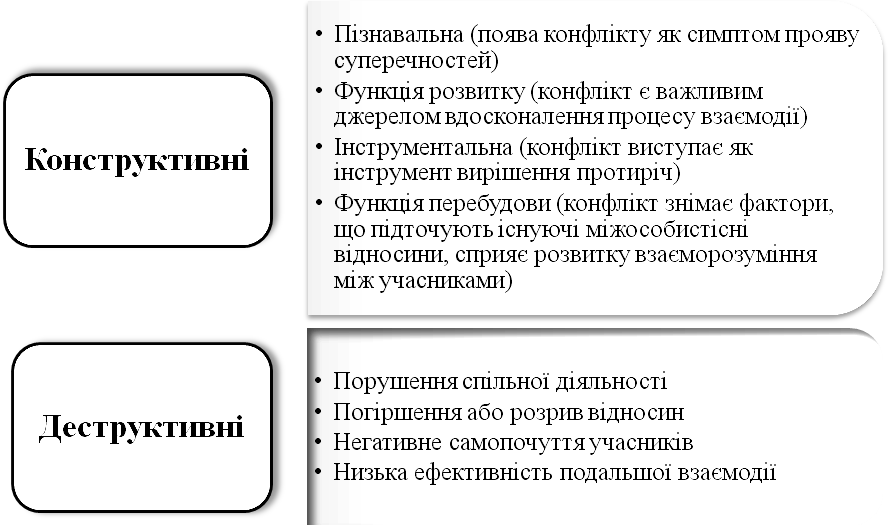 Конструктивні
• Пізнавальна (поява конфлікту як симптом прояву
суперечностей)
• Функція розвитку (конфлікт є важливим
джерелом вдосконалення процесу взаємодії)
• Інструментальна (конфлікт виступає як
інструмент вирішення протиріч)
• Функція перебудови (конфлікт знімає фактори,
що підточують існуючі міжособистісні
відносини, сприяє розвитку взаєморозуміння
між учасниками)
Деструктивні
• Порушення спільної діяльності
• Погіршення або розрив відносин
• Негативне самопочуття учасників
• Низька ефективність подальшої взаємодії